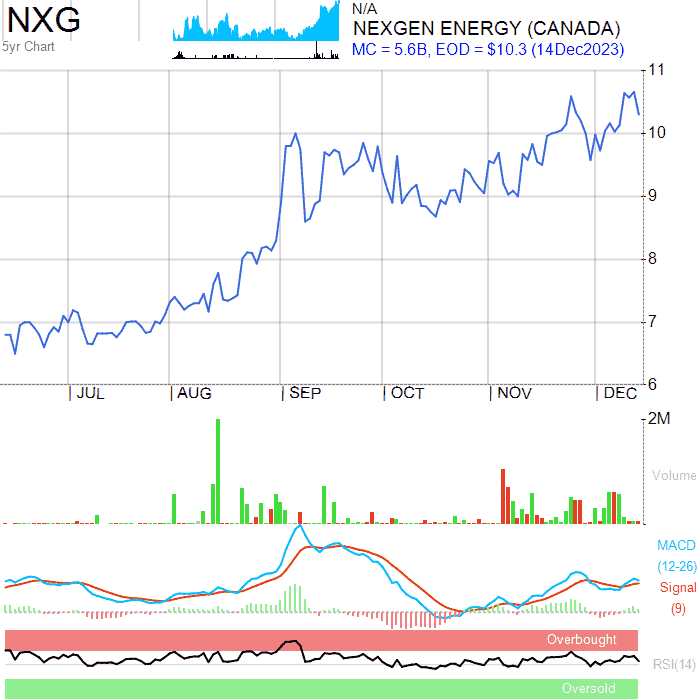 NXG
5yr Chart
N/A
NEXGEN ENERGY (CANADA)
MC = 5.6B, EOD = $10.3 (14Dec2023)
11
10
9
8
7
6
| JUL
| AUG
| SEP
| OCT
| NOV
| DEC
2M
Volume
MACD
(12-26)
Signal
(9)
Overbought
RSI(14)
Oversold